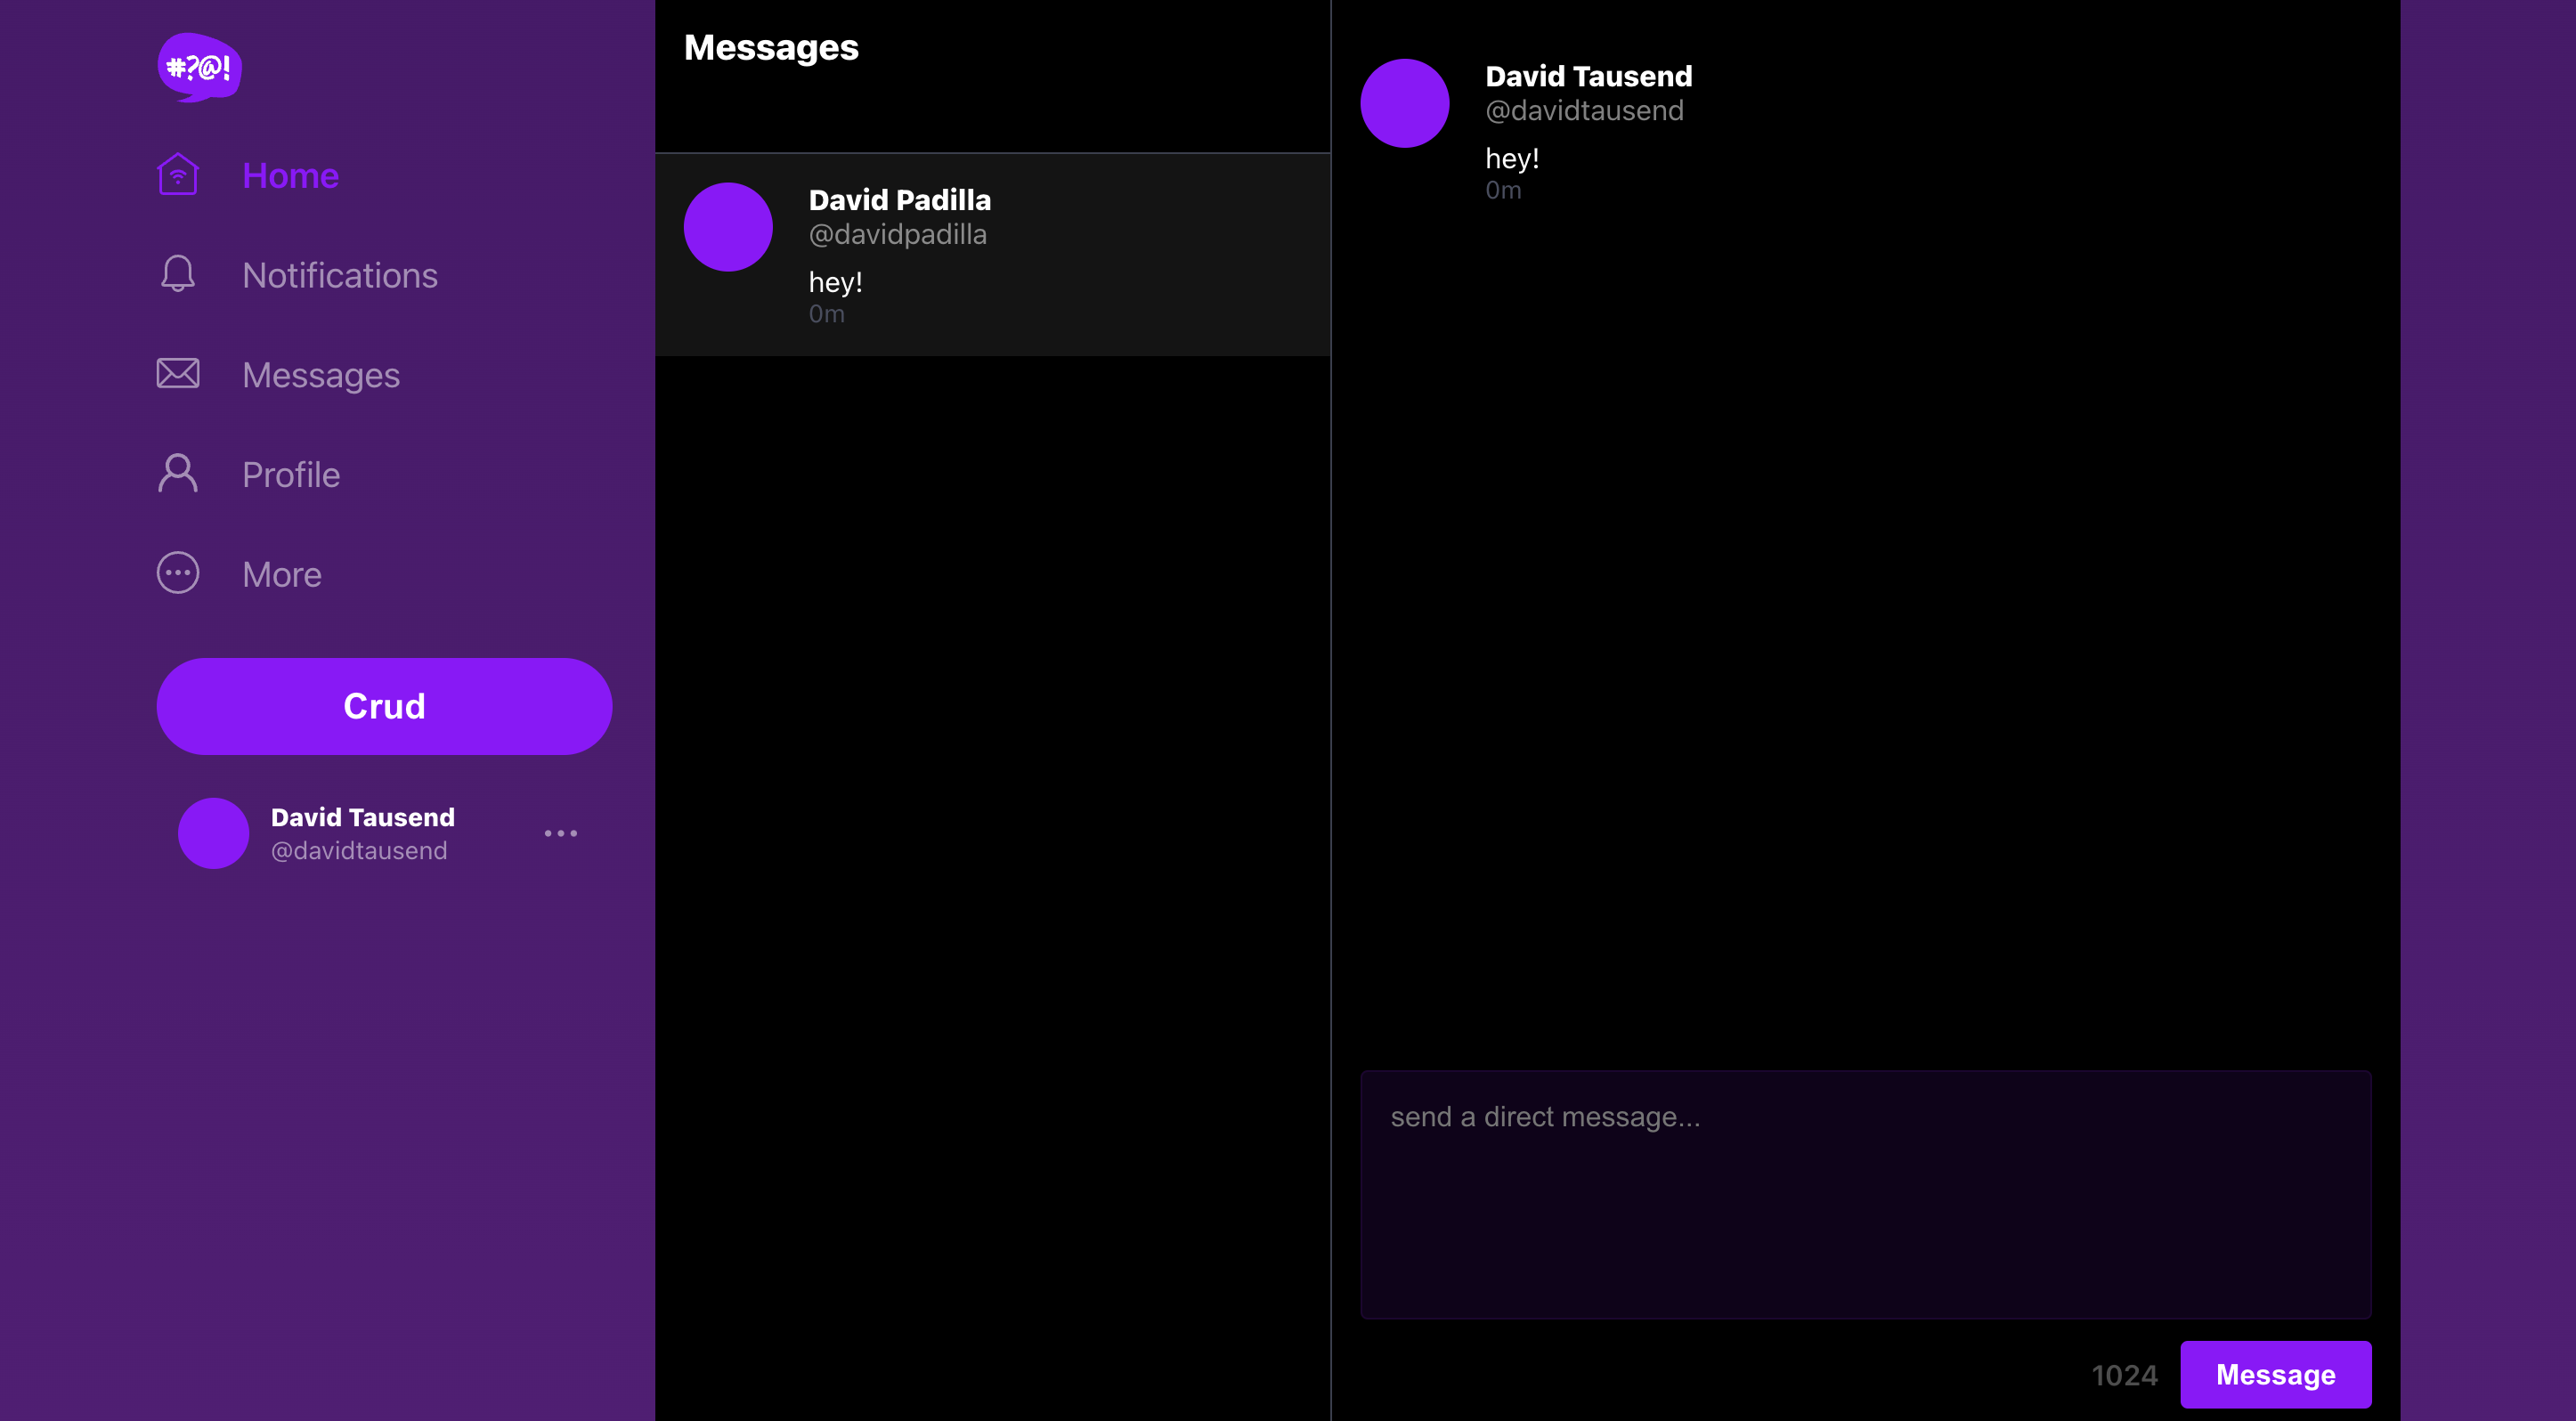 #?@!
Home
Notifications
Messages
Profile
More
Crud
David Tausend
@davidtausend
Messages
David Padilla
@davidpadilla
hey!
0m
David Tausend
@davidtausend
hey!
0m
send a direct message...
1024
Message